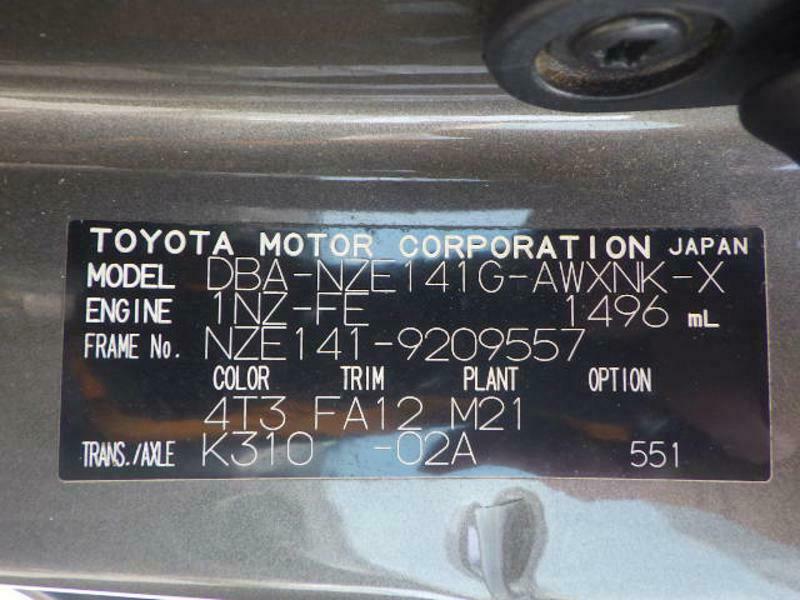 TOYOTA MOTOR CORPORATION JAPAN
MODEL DBA-NZE141G-AWXNK-X
ENGINE 1NZ-FE 1496 mL
FRAME No. NZE141-9209557
COLOR TRIM PLANT OPTION
4T3 FA12 M21
TRANS./AXLE K310 -02A 551